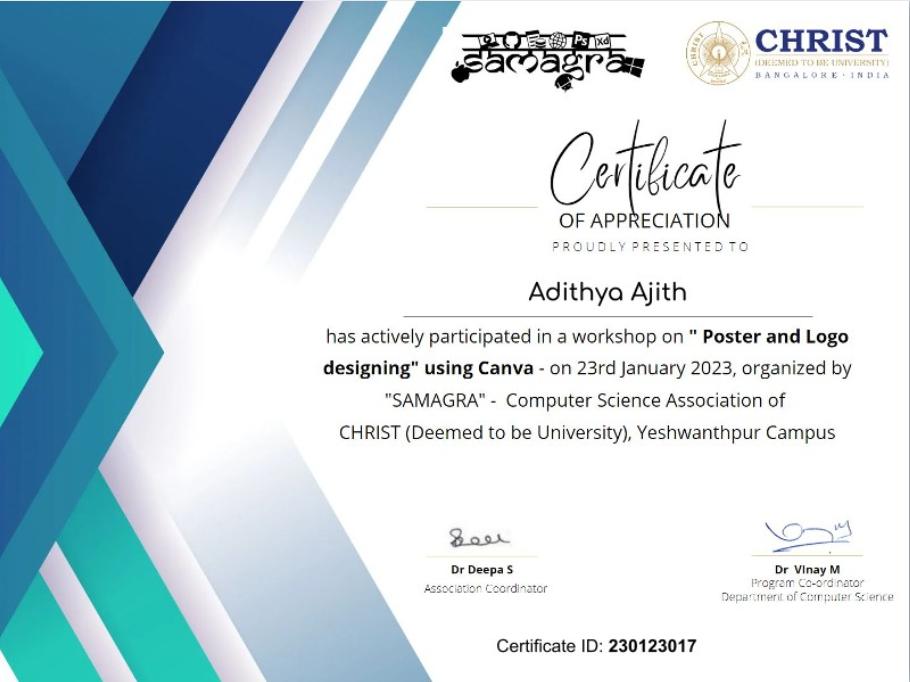 Ps Xd
samagra
CHRIST
(DEEMED TO BE UNIVERSITY)
BANGALORE · INDIA
Certificate
OF APPRECIATION
PROUDLY PRESENTED TO
Adithya Ajith
has actively participated in a workshop on " Poster and Logo
designing" using Canva - on 23rd January 2023, organized by
"SAMAGRA" - Computer Science Association of
CHRIST (Deemed to be University), Yeshwanthpur Campus
Dr Deepa S
Association Coordinator
Dr VInay M
Program Co-ordinator
Department of Computer Science
Certificate ID: 230123017